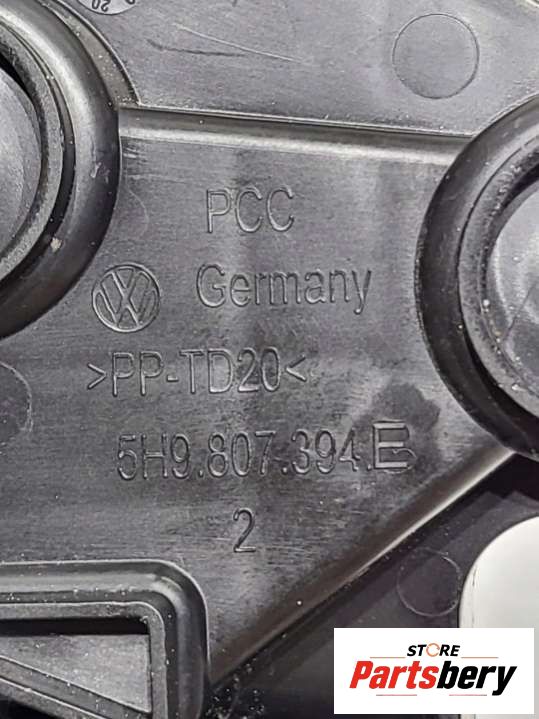 PCC
Germany
>PP-TD20<
5H9.807.394.E
2
STORE
Partsbery